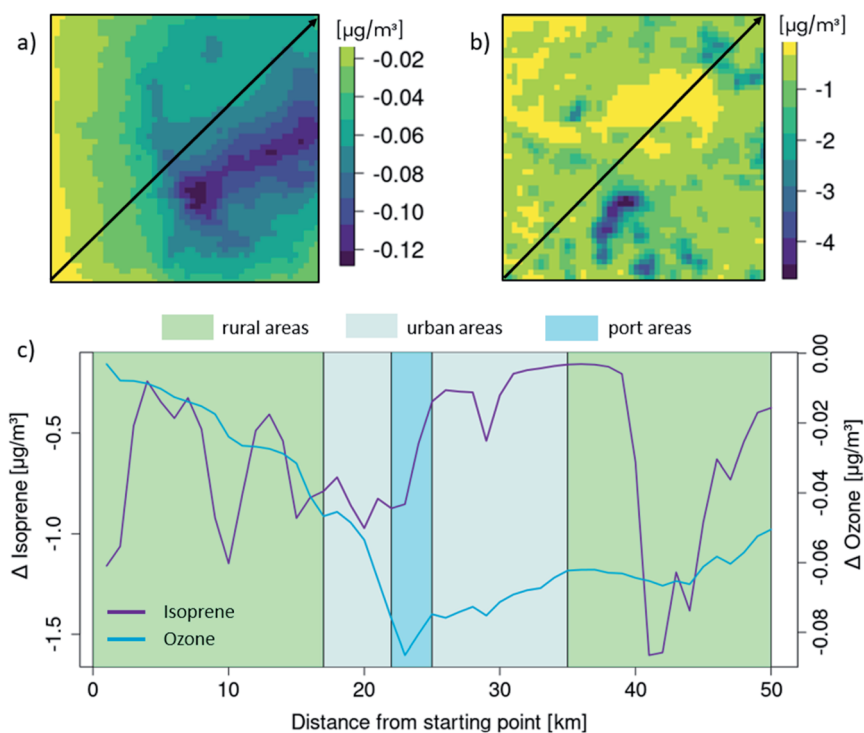 a)
[µg/m³]
-0.02
-0.04
-0.06
-0.08
-0.10
-0.12
b)
[µg/m³]
-1
-2
-3
-4
rural areas
urban areas
port areas
c)
Δ Isoprene [µg/m³]
-0.5
-1.0
-1.5
Isoprene
Ozone
0.00
-0.02
-0.04
-0.06
-0.08
Δ Ozone [µg/m³]
0 10 20 30 40 50
Distance from starting point [km]